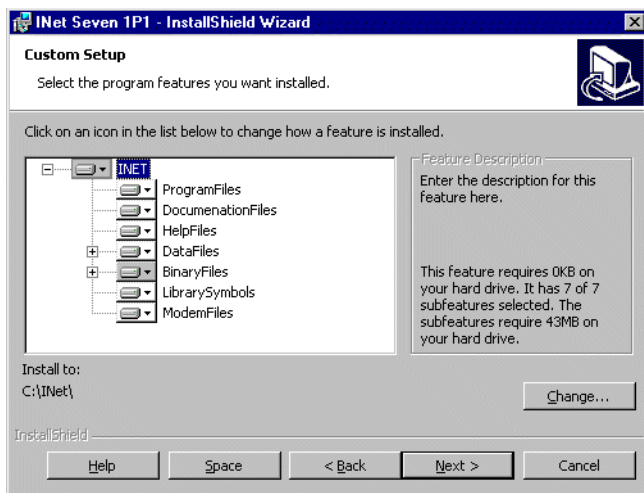 INet Seven 1P1 - InstallShield Wizard
Custom Setup
Select the program features you want installed.
Click on an icon in the list below to change how a feature is installed.
INET
ProgramFiles
DocumenationFiles
HelpFiles
DataFiles
BinaryFiles
LibrarySymbols
ModemFiles
Feature Description
Enter the description for this
feature here.
This feature requires 0KB on
your hard drive. It has 7 of 7
subfeatures selected. The
subfeatures require 43MB on
your hard drive.
Install to:
C:\INet\
Change...
InstallShield
Help Space < Back Next > Cancel